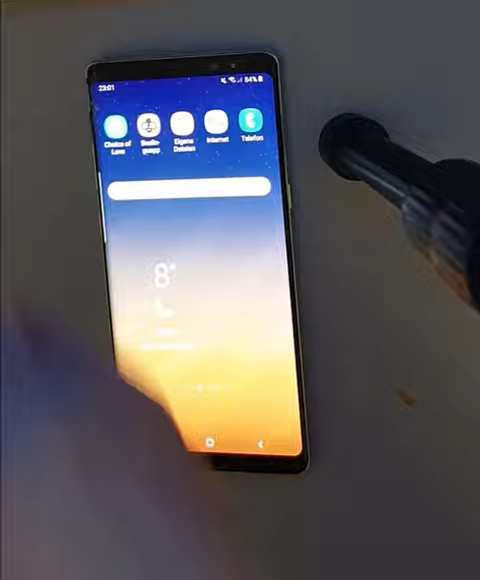 23:01
84%
Choice of
Love
Eigene
Dateien
Internet
Telefon
8°